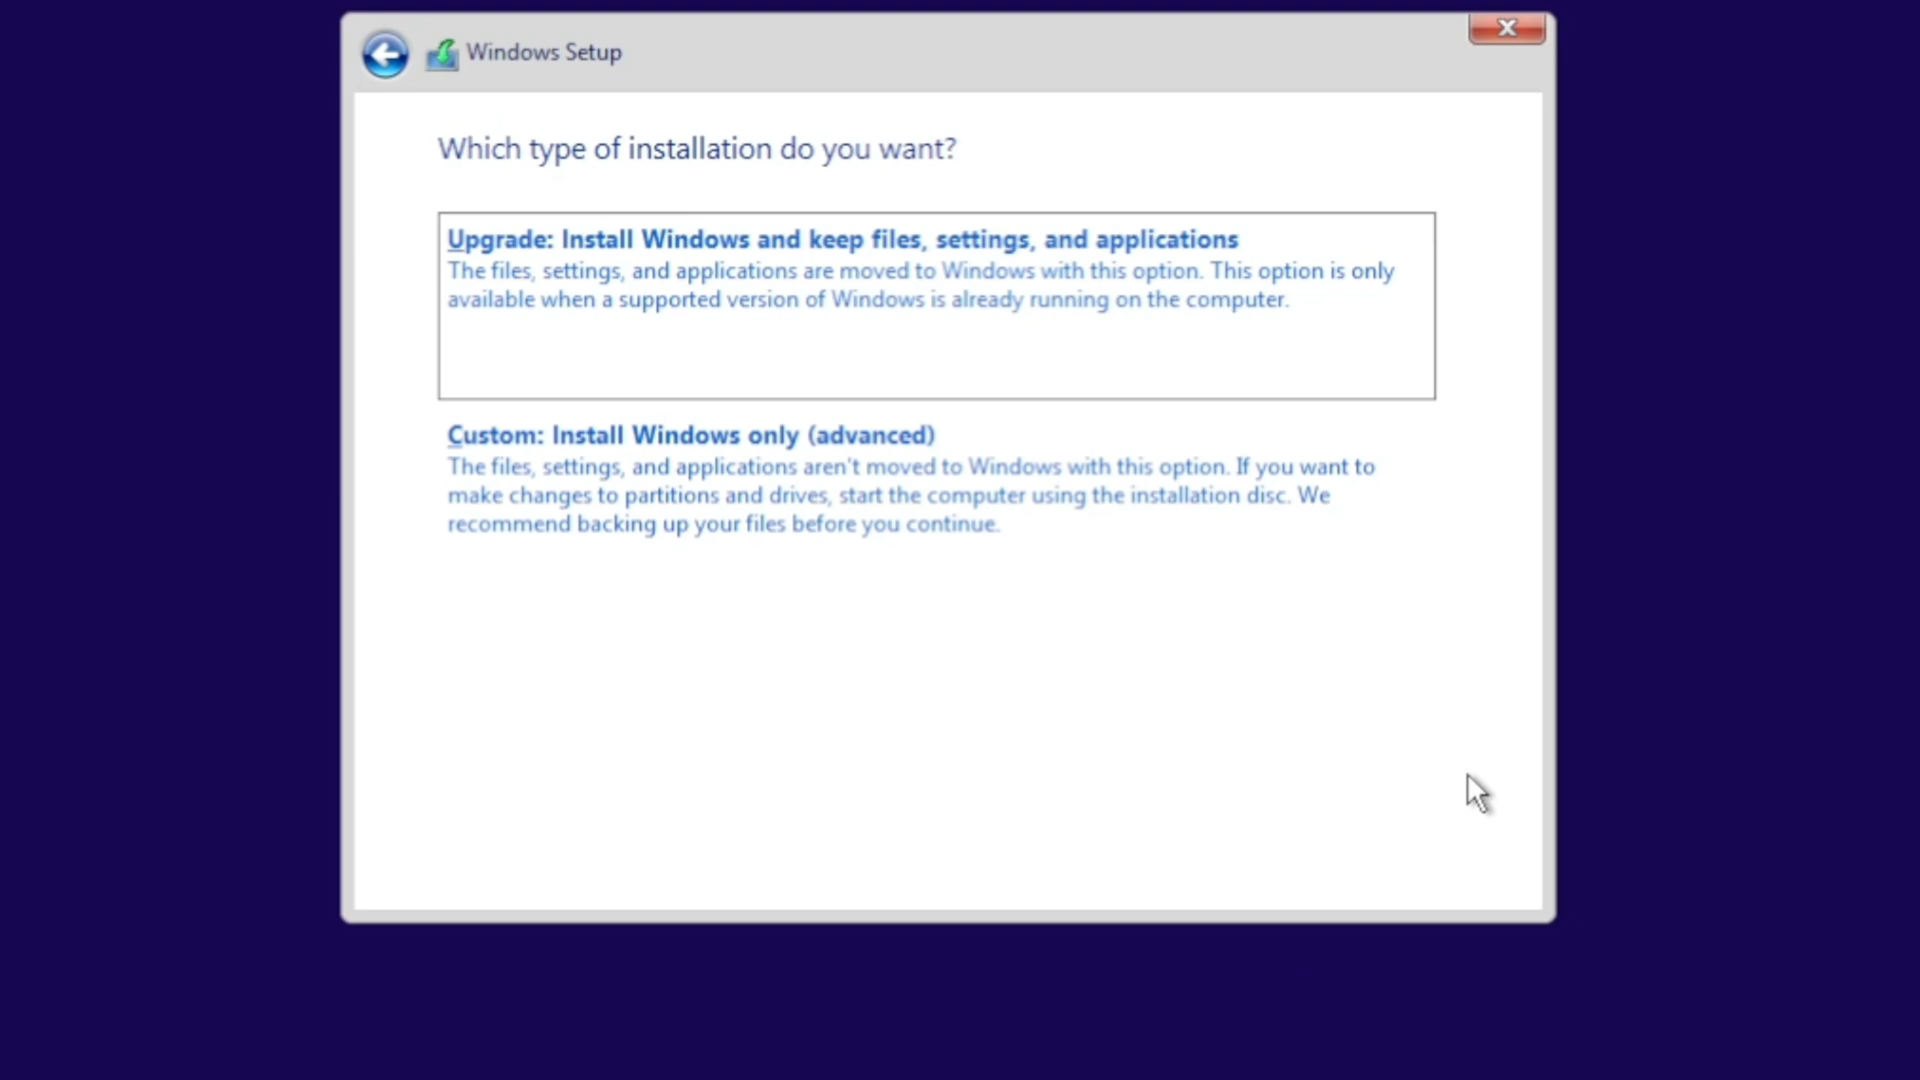 Windows Setup
Which type of installation do you want?
Upgrade: Install Windows and keep files, settings, and applications
The files, settings, and applications are moved to Windows with this option. This option is only
available when a supported version of Windows is already running on the computer.
Custom: Install Windows only (advanced)
The files, settings, and applications aren't moved to Windows with this option. If you want to
make changes to partitions and drives, start the computer using the installation disc. We
recommend backing up your files before you continue.